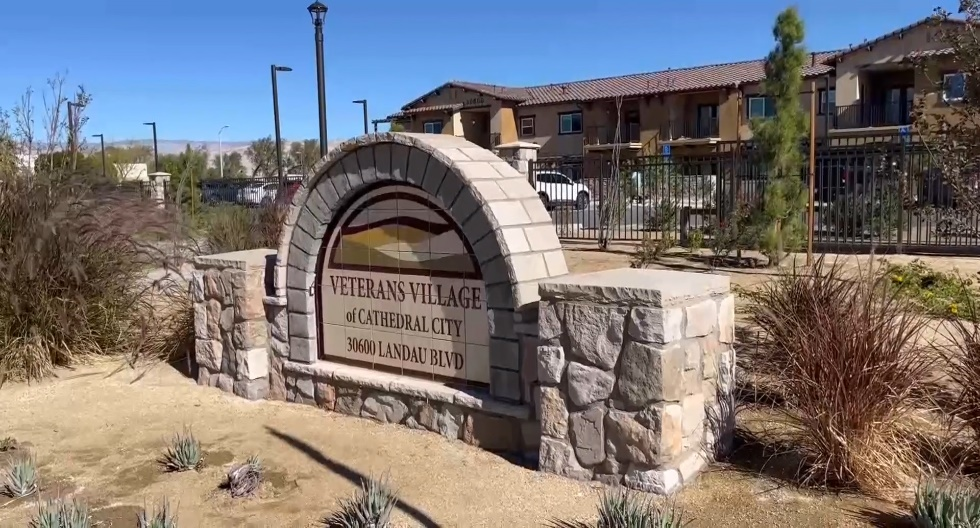 VETERANS VILLAGE
of CATHEDRAL CITY
30600 LANDAU BLVD